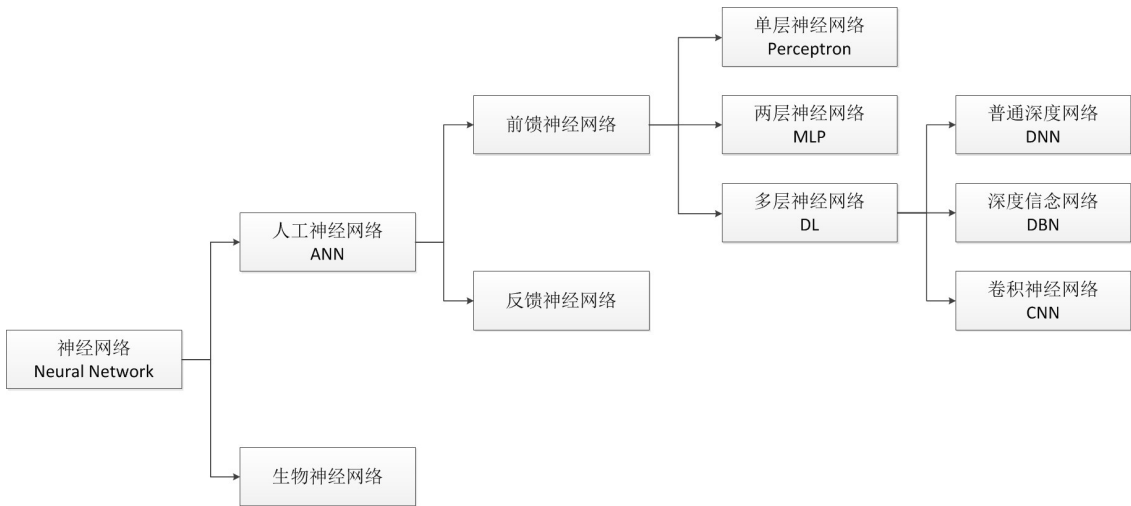 单层神经网络
Perceptron
前馈神经网络
两层神经网络
MLP
普通深度网络
DNN
人工神经网络
ANN
多层神经网络
DL
深度信念网络
DBN
反馈神经网络
卷积神经网络
CNN
神经网络
Neural Network
生物神经网络